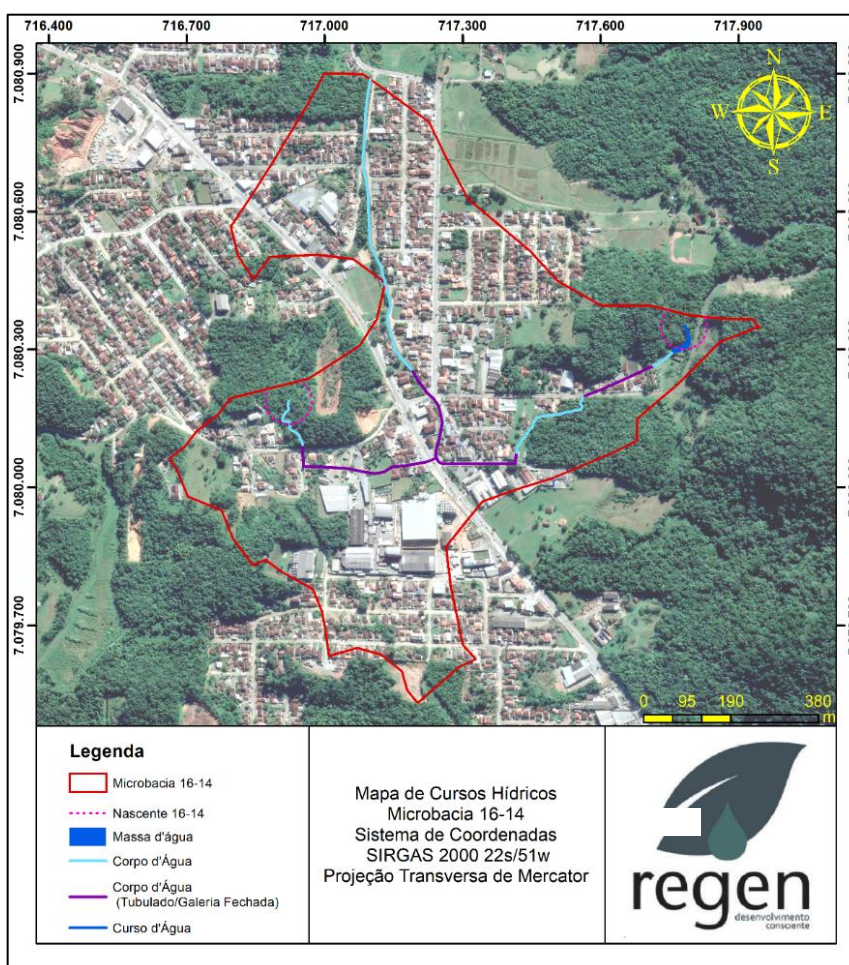 716.400 716.700 717.000 717.300 717.600 717.900
7.080.900
7.080.600
7.080.300
7.080.000
7.079.700
N
W E
S
0 95 190 380
m
Legenda
Microbacia 16-14
Nascente 16-14
Massa d'água
Corpo d'Água
Corpo d'Água
(Tubulado/Galeria Fechada)
Curso d'Água
Mapa de Cursos Hídricos
Microbacia 16-14
Sistema de Coordenadas
SIRGAS 2000 22s/51w
Projeção Transversa de Mercator
regen
desenvolvimento
consciente